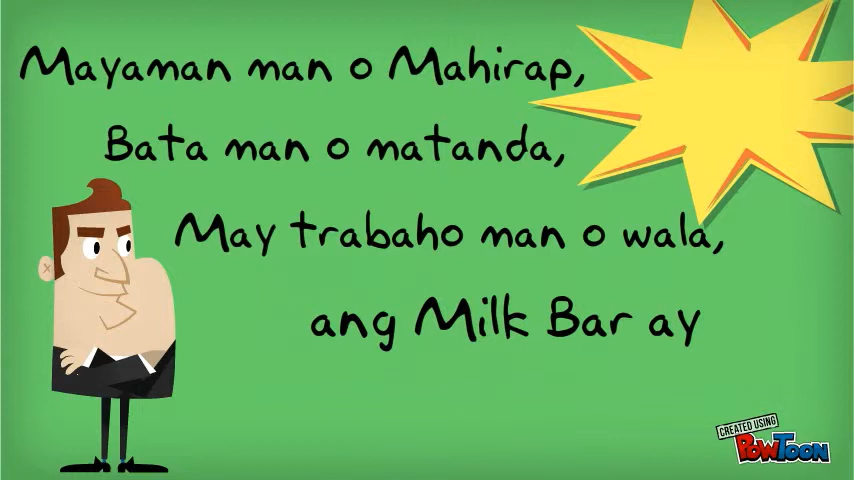 Mayaman man o Mahirap,
Bata man o matanda,
May trabaho man o wala,
ang Milk Bar ay
CREATED USING
POWTOON